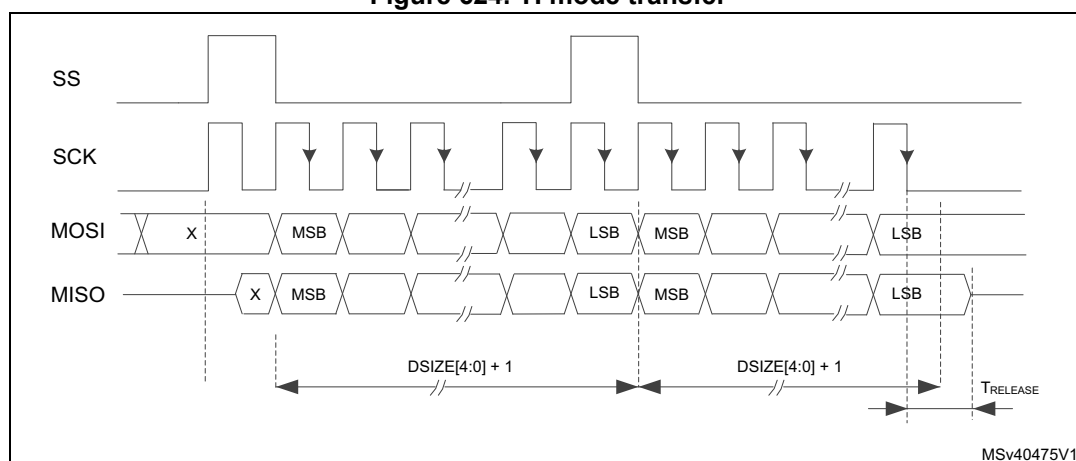 Figure TI mode transfer
SS
SCK
MOSI X MSB LSB MSB LSB
MISO X MSB LSB MSB LSB
DSIZE[4:0] + 1 DSIZE[4:0] + 1
TRELEASE
MSv40475V1